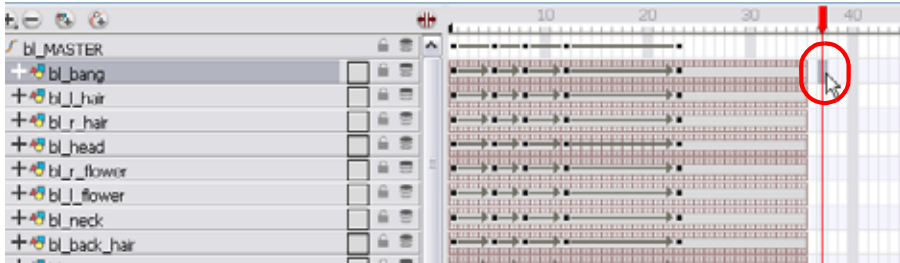 10 20 30 40
bl_MASTER
bl_bang
bl_l_hair
bl_r_hair
bl_head
bl_r_flower
bl_l_flower
bl_neck
bl_back_hair